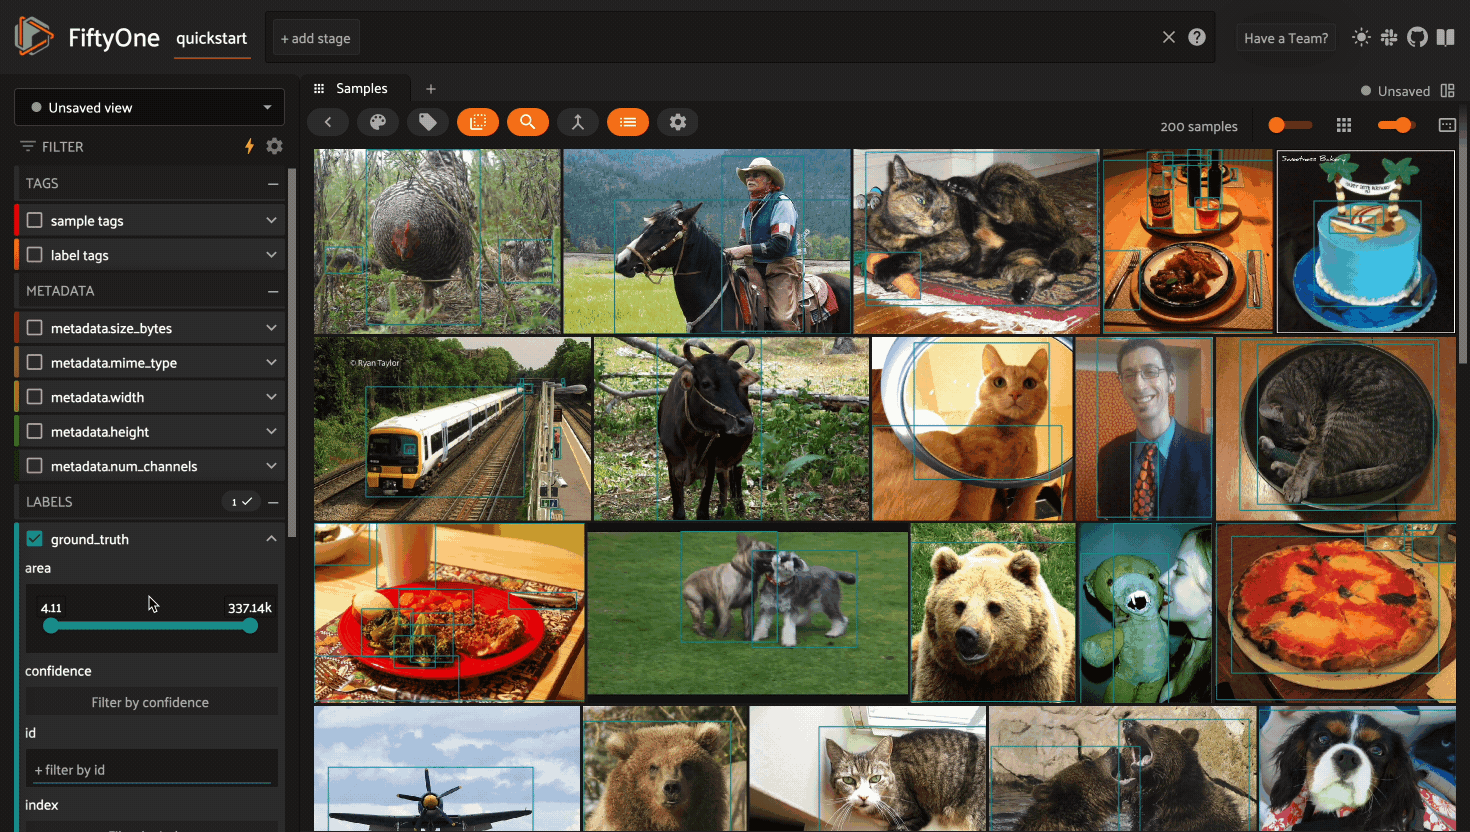 FiftyOne
quickstart
+ add stage
Have a Team?
Unsaved view
Samples
+
Unsaved
FILTER
200 samples
TAGS
sample tags
label tags
METADATA
metadata.size_bytes
metadata.mime_type
metadata.width
metadata.height
metadata.num_channels
LABELS
1
ground_truth
area
4.11
337.14k
confidence
Filter by confidence
id
+ filter by id
index
Sweetness Bakery
© Ryan Taylor